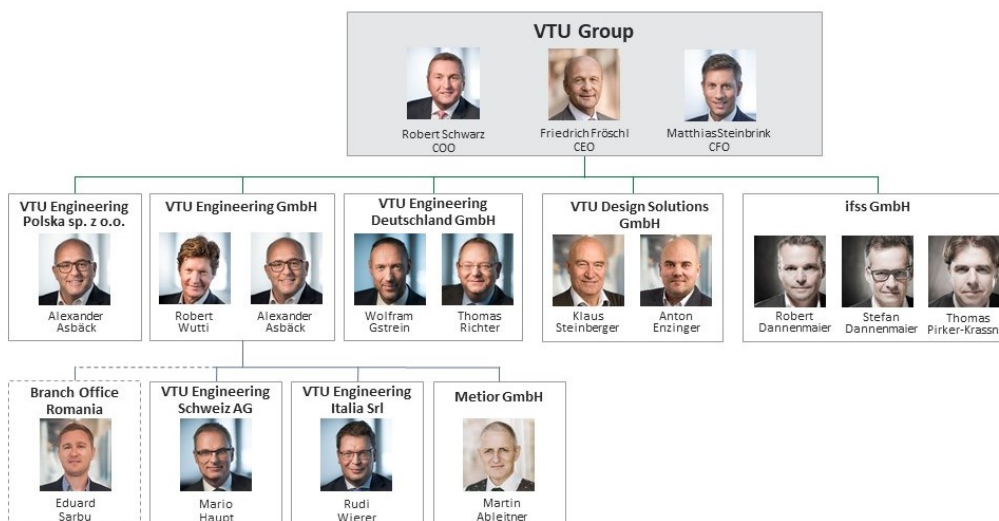 VTU Group
Robert Schwarz
COO
Friedrich Fröschl
CEO
MatthiasSteinbrink
CFO
VTU Engineering
Polska sp. z o.o.
Alexander
Asbäck
VTU Engineering GmbH
Robert
Wutti
Alexander
Asbäck
VTU Engineering
Deutschland GmbH
Wolfram
Gstrein
Thomas
Richter
VTU Design Solutions
GmbH
Klaus
Steinberger
Anton
Enzinger
ifss GmbH
Robert
Dannenmaier
Stefan
Dannenmaier
Thomas
Branch Office
Romania
Eduard
Sarbu
VTU Engineering
Schweiz AG
Mario
Haupt
VTU Engineering
Italia Srl
Rudi
Wierer
Metior GmbH
Martin
Ableitner